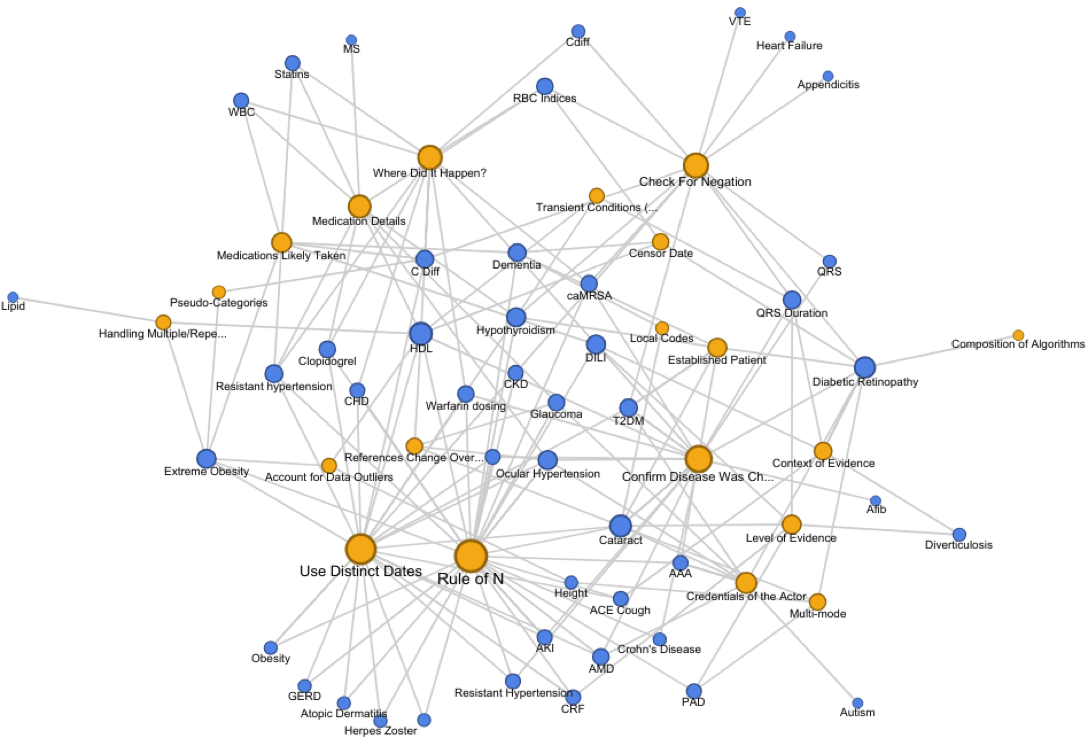 VTE
Cdiff
MS
Heart Failure
Statins
Appendicitis
RBC Indices
WBC
Where Did It Happen?
Check For Negation
Transient Conditions (...
Medication Details
Medications Likely Taken
Censor Date
Dementia
C Diff
QRS
caMRSA
Pseudo-Categories
Lipid
QRS Duration
Handling Multiple/Repe...
Hypothyroidism
Local Codes
Composition of Algorithms
HDL
Established Patient
DILI
Clopidogrel
Diabetic Retinopathy
Resistant hypertension
CKD
CHD
Warfarin dosing
Glaucoma
T2DM
References Change Over...
Context of Evidence
Extreme Obesity
Account for Data Outliers
Ocular Hypertension
Confirm Disease Was Ch...
Afib
Cataract
Level of Evidence
Diverticulosis
Use Distinct Dates
Rule of N
AAA
Height
Credentials of the Actor
ACE Cough
Multi-mode
AKI
Crohn's Disease
Obesity
AMD
GERD
Resistant Hypertension
CRF
PAD
Atopic Dermatitis
Herpes Zoster
Autism